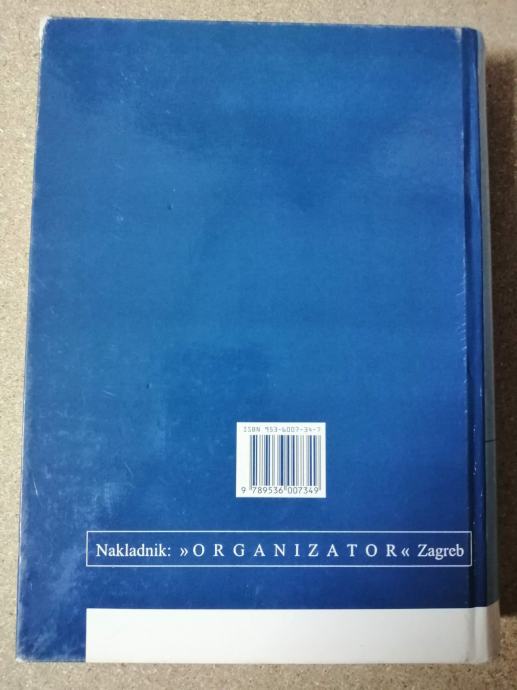 ISBN 953-6007-34-7
9 789536 007349
Nakladnik: »ORGANIZATOR« Zagreb